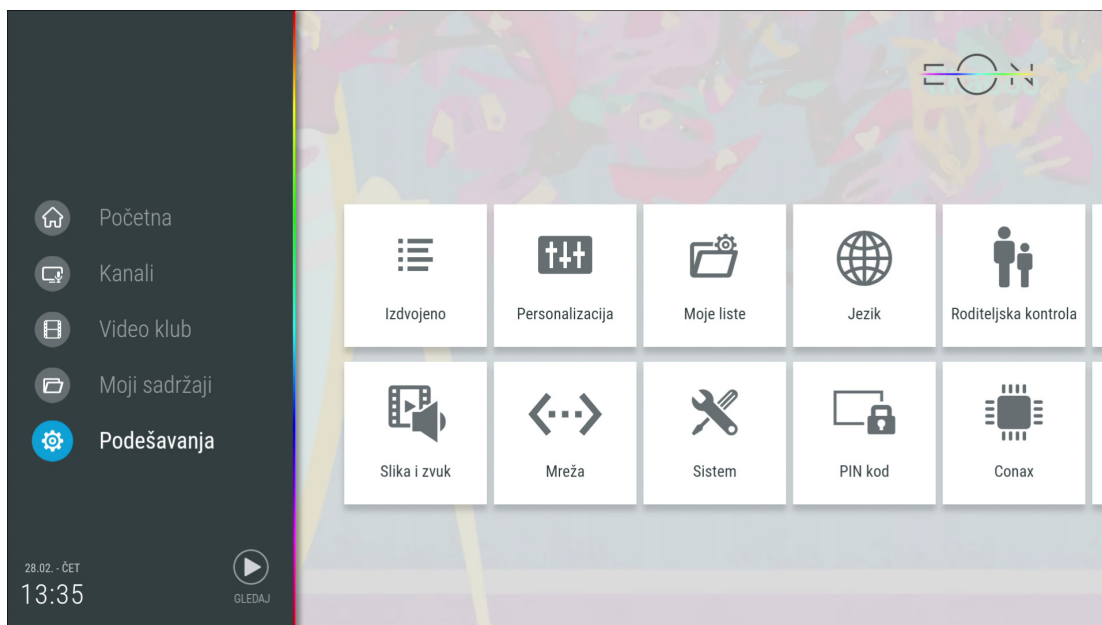 EON
Početna
Kanali
Video klub
Moji sadržaji
Podešavanja
28.02. - ČET
13:35
GLEDAJ
Izdvojeno
Personalizacija
Moje liste
Jezik
Roditeljska kontrola
Slika i zvuk
Mreža
Sistem
PIN kod
Conax